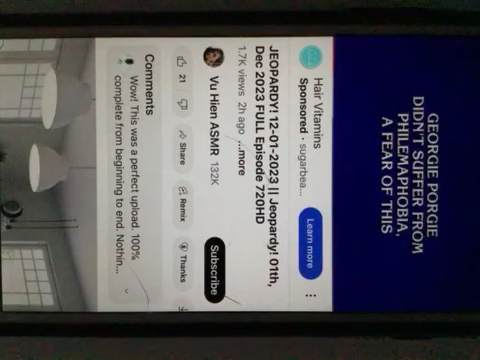 GEORGIE PORGIE
DIDN'T SUFFER FROM
PHILEMAPHOBIA,
A FEAR OF THIS
Hair Vitamins
Sponsored · sugarbea...
Learn more
JEOPARDY! 12-01-2023 || Jeopardy! 01th,
Dec 2023 FULL Episode 720HD
1.7K views 2h ago ...more
Vu Hien ASMR 132K
Subscribe
21
Share
Remix
Thanks
Comments
Wow! This was a perfect upload. 100%
complete from beginning to end. Nothin...